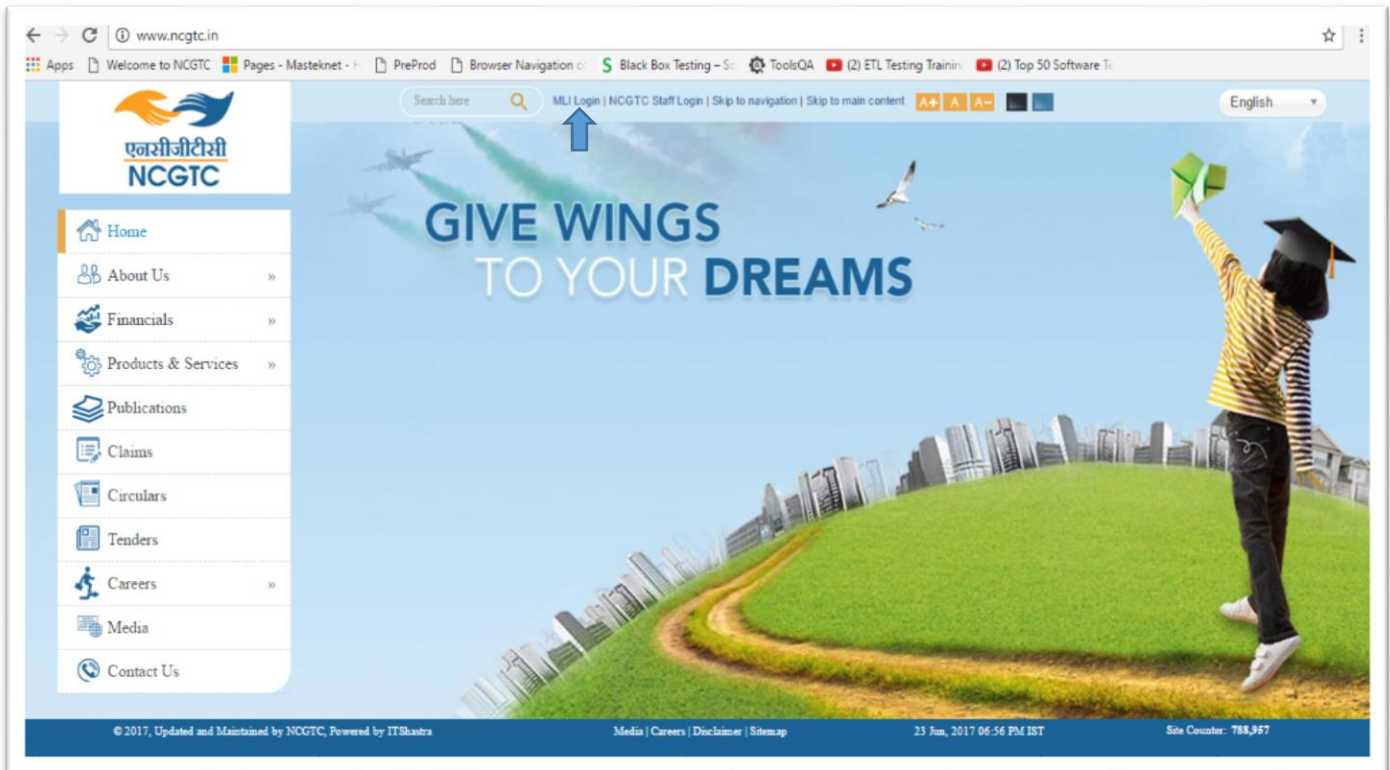 www.ncgtc.in
Apps Welcome to NCGTC Pages - Masteknet - H PreProd Browser Navigation co Black Box Testing – Sc ToolsQA (2) ETL Testing Trainin (2) Top 50 Software Te
Search here MLI Login | NCGTC Staff Login | Skip to navigation | Skip to main content A+ A A- English
एनसीजीटीसी
NCGTC
GIVE WINGS
TO YOUR DREAMS
Home
About Us »
Financials »
Products & Services »
Publications
Claims
Circulars
Tenders
Careers »
Media
Contact Us
© 2017, Updated and Maintained by NCGTC, Powered by ITShastra Media | Careers | Disclaimer | Sitemap 23 Jun, 2017 06:56 PM IST Site Counter: 788,957